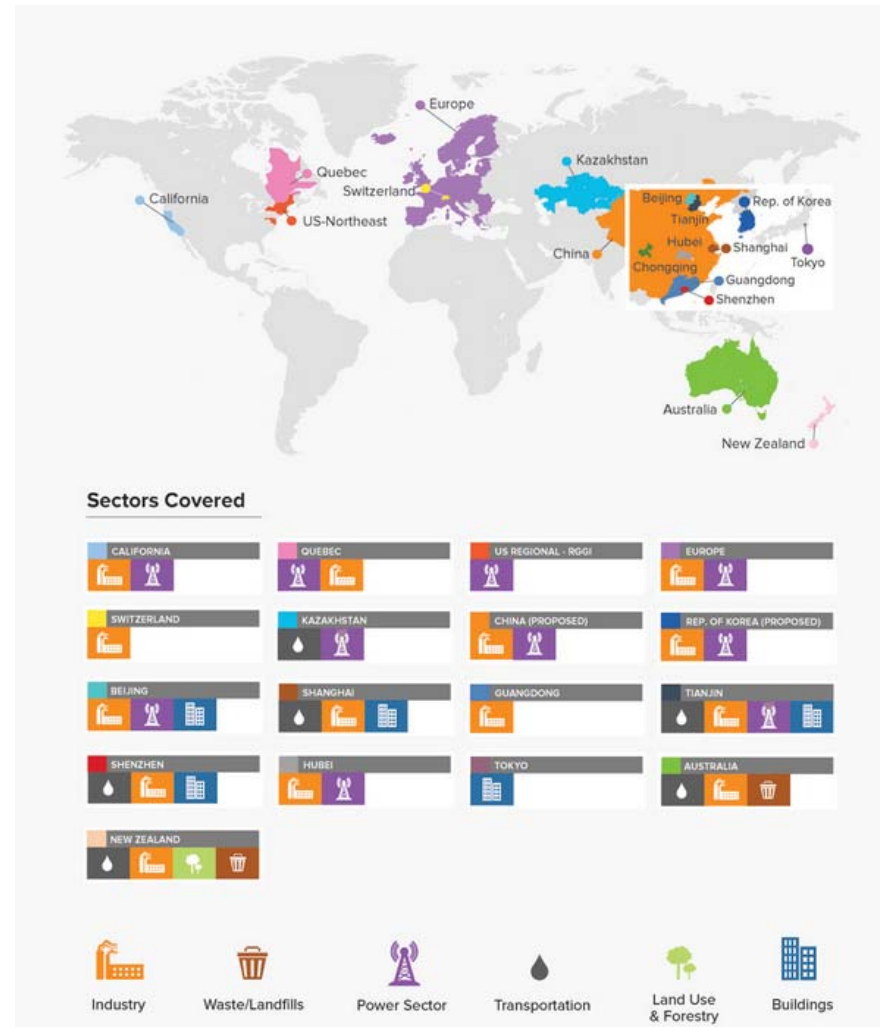 Europe
Kazakhstan
Quebec
Switzerland
California
Beijing
Rep. of Korea
US-Northeast
Tianjin
China
Hubei
Shanghai
Chongqing
Tokyo
Guangdong
Shenzhen
Australia
New Zealand
Sectors Covered
CALIFORNIA
QUEBEC
US REGIONAL - RGGI
EUROPE
SWITZERLAND
KAZAKHSTAN
CHINA (PROPOSED)
REP. OF KOREA (PROPOSED)
BEIJING
SHANGHAI
GUANGDONG
TIANJIN
SHENZHEN
HUBEI
TOKYO
AUSTRALIA
NEW ZEALAND
Industry
Waste/Landfills
Power Sector
Transportation
Land Use
& Forestry
Buildings